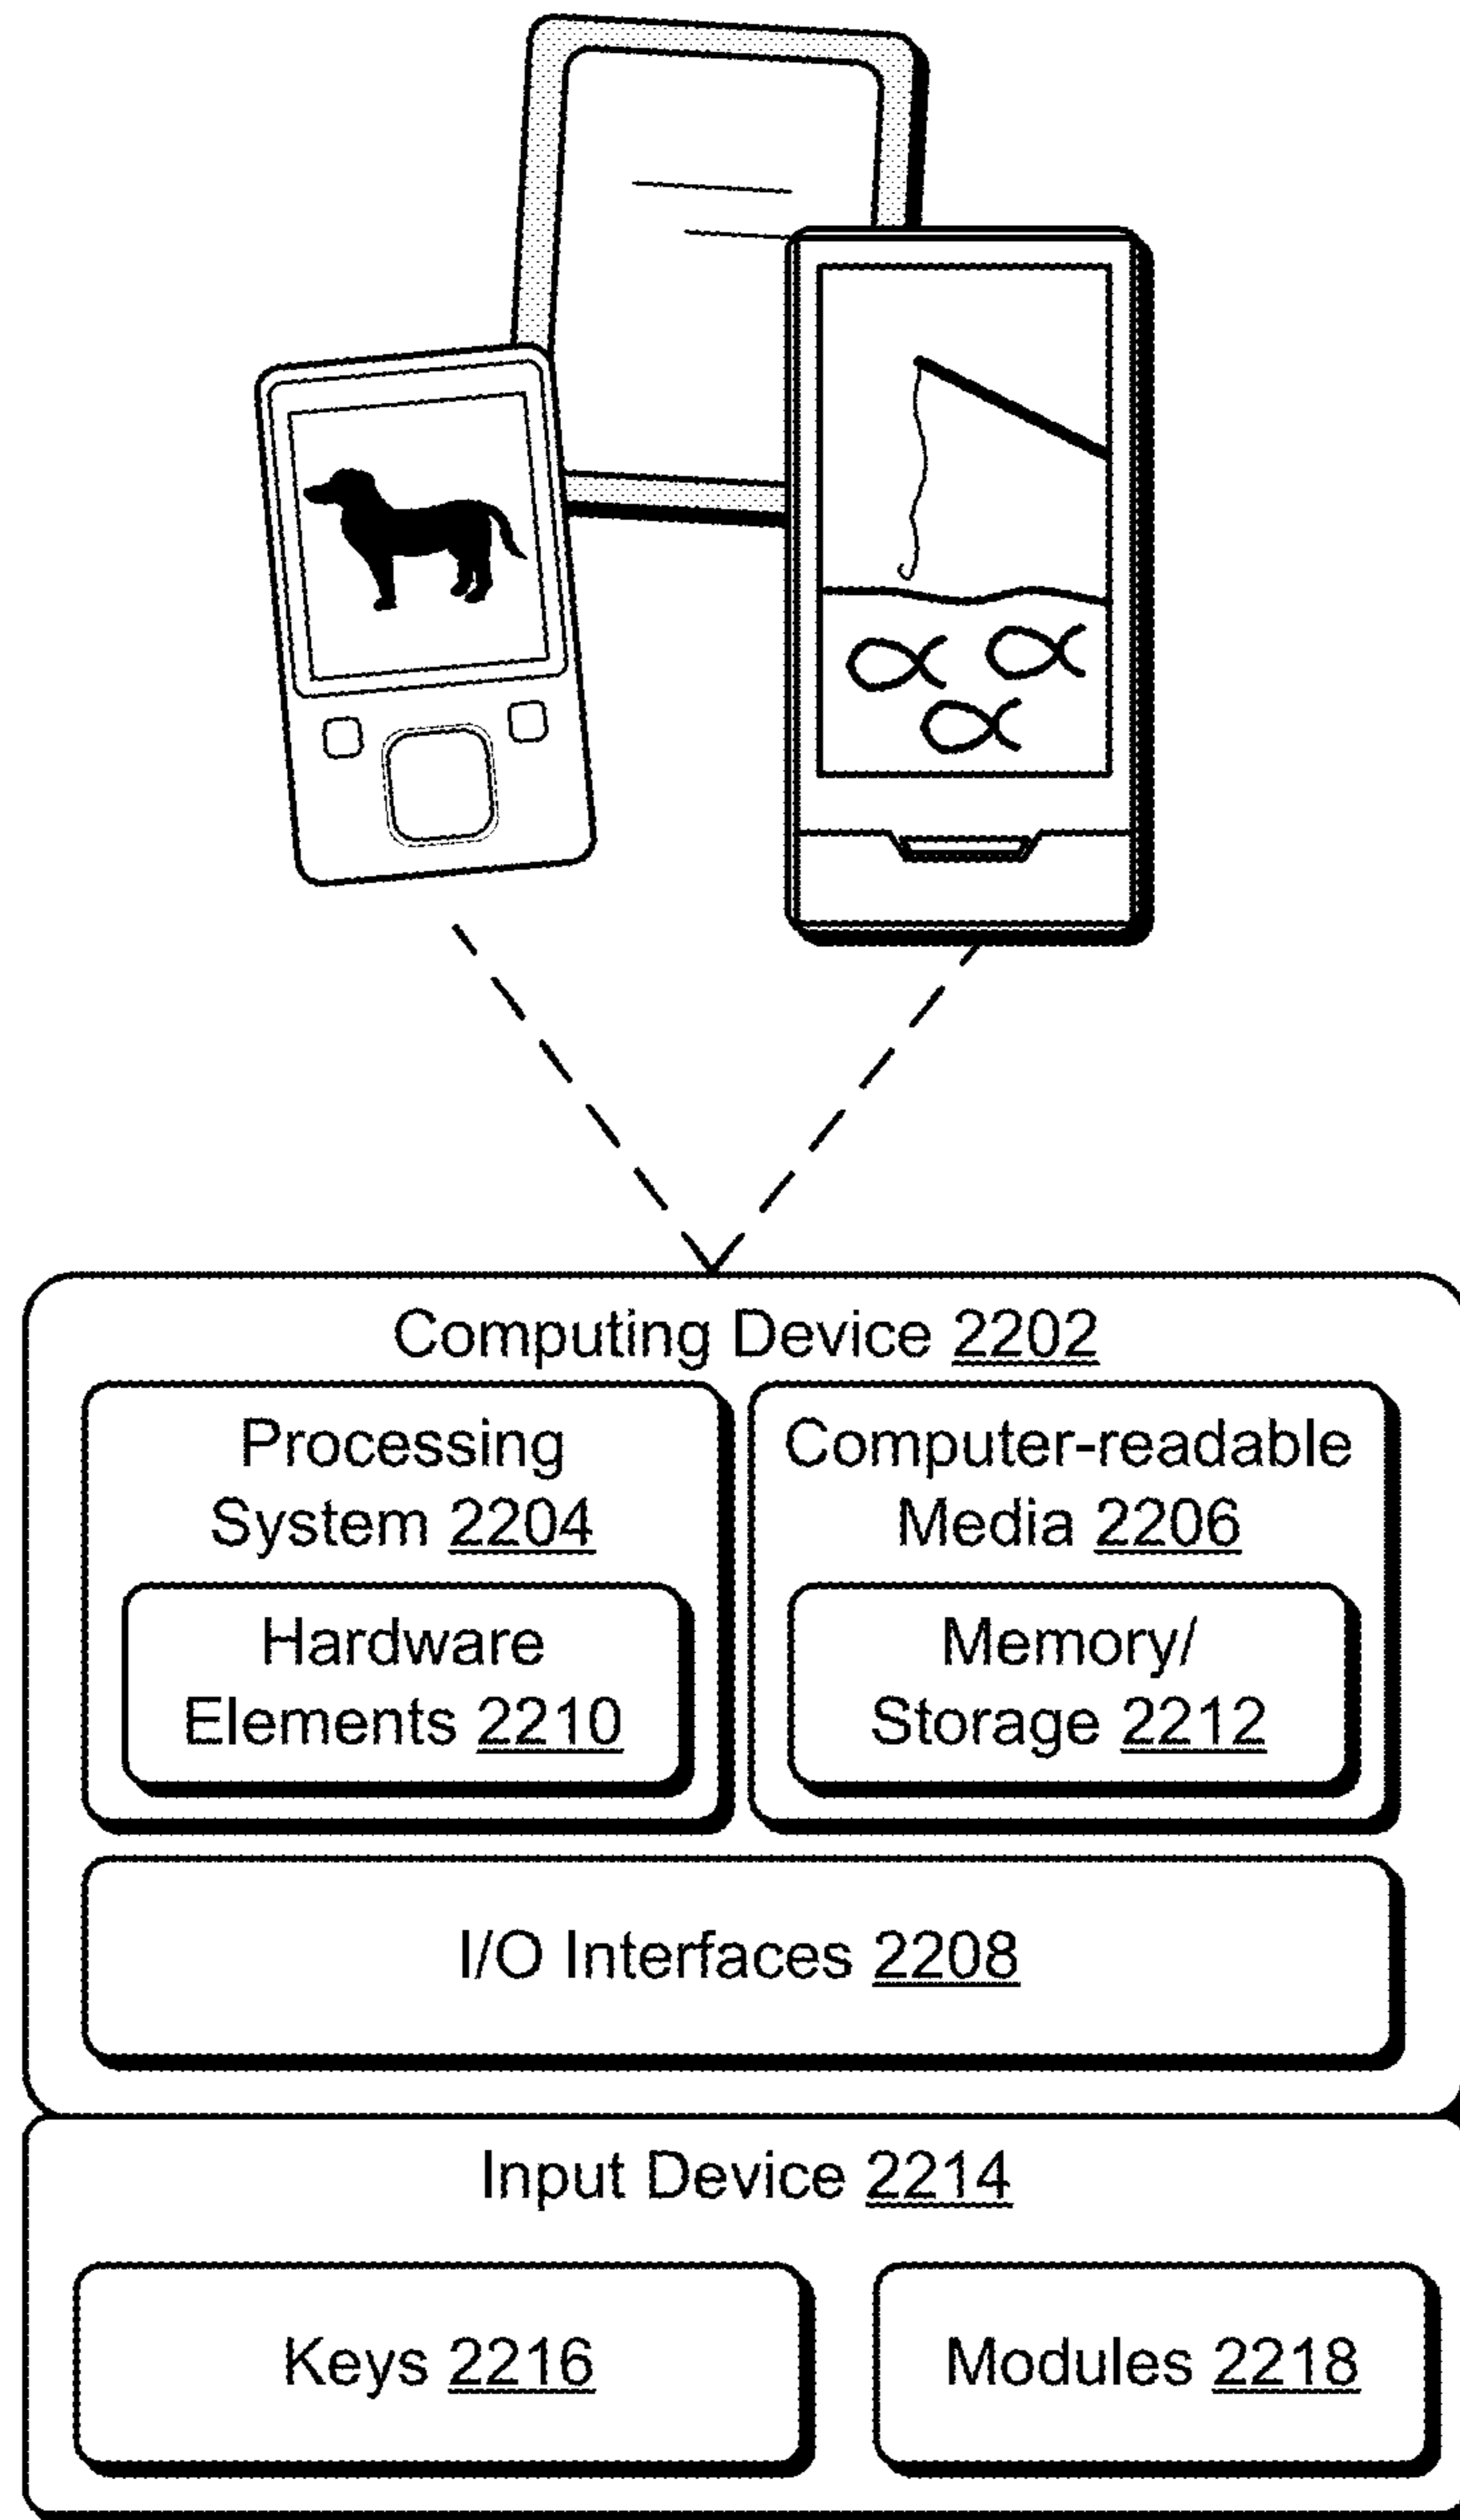 Computing Device 2202
Processing
System 2204
Hardware
Elements 2210
Computer-readable
Media 2206
Memory/
Storage 2212
I/O Interfaces 2208
Input Device 2214
Keys 2216
Modules 2218